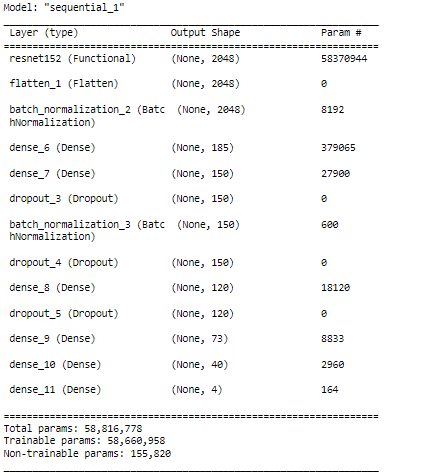 Model: "sequential_1"
Layer (type) Output Shape Param #
resnet152 (Functional) (None, 2048) 58370944
flatten_1 (Flatten) (None, 2048) 0
batch_normalization_2 (Batc (None, 2048) 8192
hNormalization)
dense_6 (Dense) (None, 185) 379065
dense_7 (Dense) (None, 150) 27900
dropout_3 (Dropout) (None, 150) 0
batch_normalization_3 (Batc (None, 150) 600
hNormalization)
dropout_4 (Dropout) (None, 150) 0
dense_8 (Dense) (None, 120) 18120
dropout_5 (Dropout) (None, 120) 0
dense_9 (Dense) (None, 73) 8833
dense_10 (Dense) (None, 40) 2960
dense_11 (Dense) (None, 4) 164
Total params: 58,816,778
Trainable params: 58,660,958
Non-trainable params: 155,820